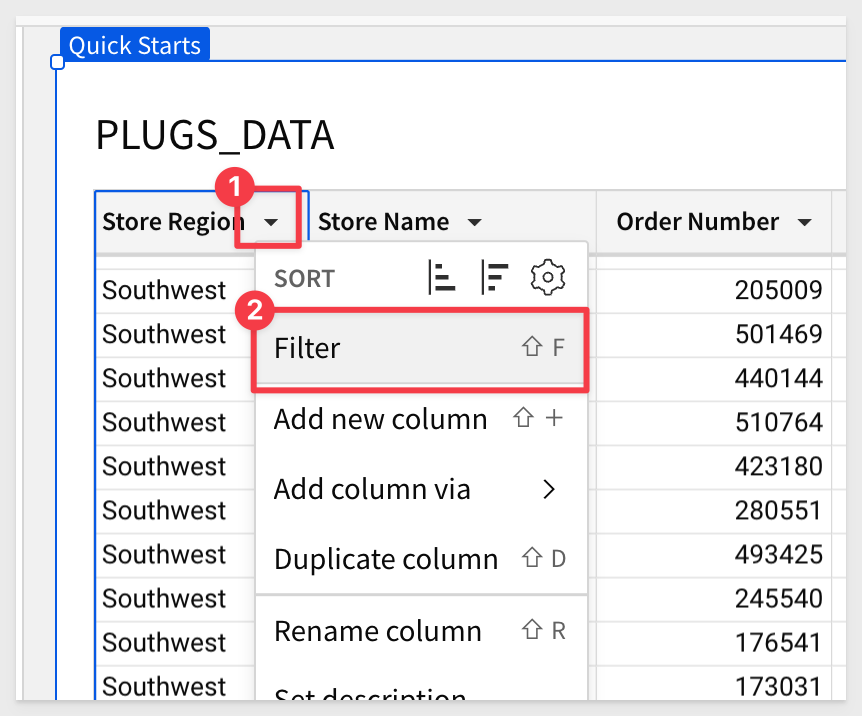 Quick Starts
PLUGS_DATA
1
Store Region Store Name Order Number
SORT
Southwest 205009
2
Southwest 501469
Filter ⇧ F
Southwest 440144
Add new column ⇧ +
Southwest 510764
Southwest 423180
Add column via >
Southwest 280551
Southwest 493425
Duplicate column ⇧ D
Southwest 245540
Rename column ⇧ R
Southwest 176541
Southwest 173031
Set description